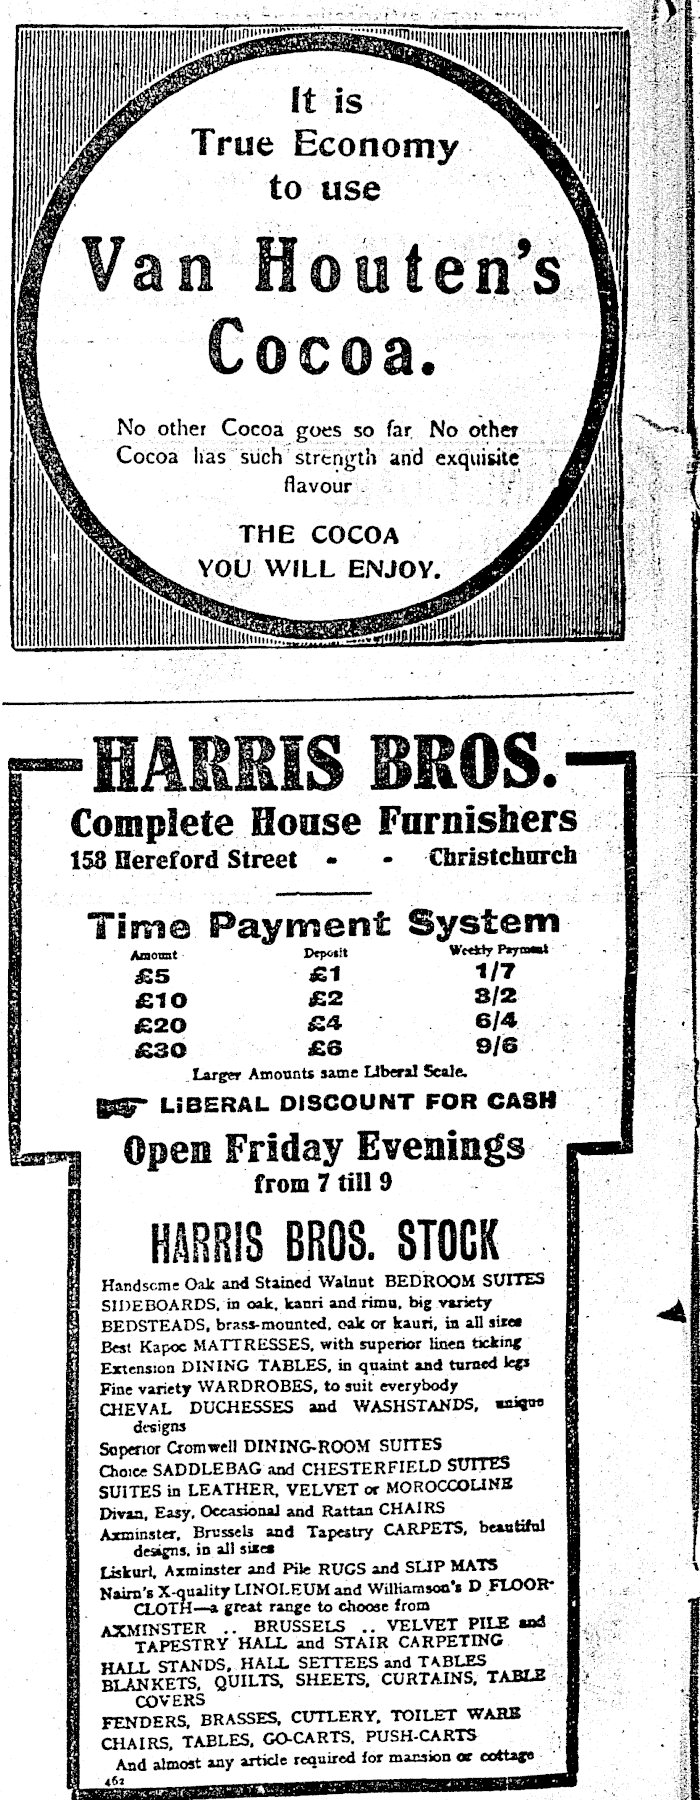 It is
True Economy
to use
Van Houten's
Cocoa.
No other Cocoa goes so far. No other
Cocoa has such strength and exquisite
flavour
THE COCOA
YOU WILL ENJOY.
HARRIS BROS.
Complete House Furnishers
158 Hereford Street - - Christchurch
Time Payment System
Amount Deposit Weekly Payment
£5 £1 1/7
£10 £2 3/2
£20 £4 6/4
£30 £6 9/6
Larger Amounts same Liberal Scale.
LIBERAL DISCOUNT FOR CASH
Open Friday Evenings
from 7 till 9
HARRIS BROS. STOCK
Handsome Oak and Stained Walnut BEDROOM SUITES
SIDEBOARDS, in oak, kauri and rimu, big variety
BEDSTEADS, brass-mounted, oak or kauri, in all sizes
Best Kapoc MATTRESSES, with superior linen ticking
Extension DINING TABLES, in quaint and turned legs
Fine variety WARDROBES, to suit everybody
CHEVAL DUCHESSES and WASHSTANDS, unique
designs
Superior Cromwell DINING-ROOM SUITES
Choice SADDLEBAG and CHESTERFIELD SUITES
SUITES in LEATHER, VELVET or MOROCCOLINE
Divan, Easy, Occasional and Rattan CHAIRS
Axminster, Brussels and Tapestry CARPETS, beautiful
designs, in all sizes
Liskurl, Axminster and Pile RUGS and SLIP MATS
Nairn's X-quality LINOLEUM and Williamson's D FLOOR-
CLOTH—a great range to choose from
AXMINSTER .. BRUSSELS .. VELVET PILE and
TAPESTRY HALL and STAIR CARPETING
HALL STANDS, HALL SETTEES and TABLES
BLANKETS, QUILTS, SHEETS, CURTAINS, TABLE
COVERS
FENDERS, BRASSES, CUTLERY, TOILET WARE
CHAIRS, TABLES, GO-CARTS, PUSH-CARTS
And almost any article required for mansion or cottage
462